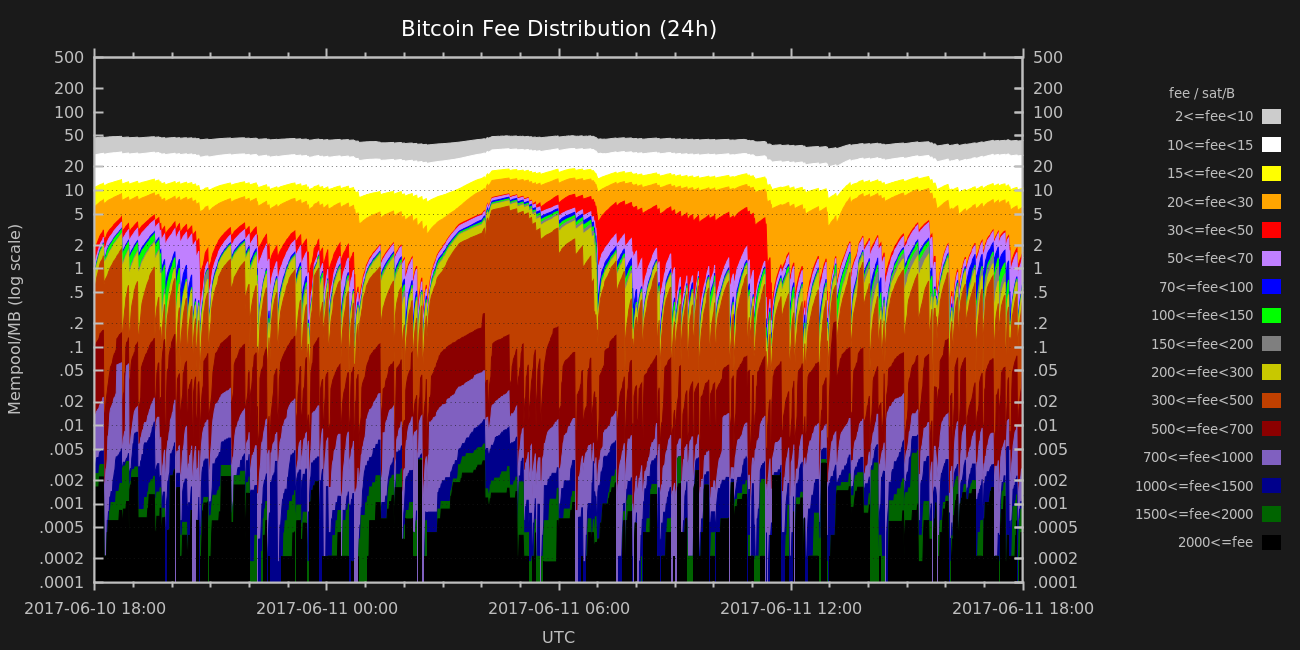 Bitcoin Fee Distribution (24h)
500
200
100
50
20
10
5
2
1
.5
.2
.1
.05
.02
.01
.005
.002
.001
.0005
.0002
.0001
Mempool/MB (log scale)
500
200
100
50
20
10
5
2
1
.5
.2
.1
.05
.02
.01
.005
.002
.001
.0005
.0002
.0001
2017-06-10 18:00
2017-06-11 00:00
2017-06-11 06:00
2017-06-11 12:00
2017-06-11 18:00
UTC
fee / sat/B
2<=fee<10
10<=fee<15
15<=fee<20
20<=fee<30
30<=fee<50
50<=fee<70
70<=fee<100
100<=fee<150
150<=fee<200
200<=fee<300
300<=fee<500
500<=fee<700
700<=fee<1000
1000<=fee<1500
1500<=fee<2000
2000<=fee